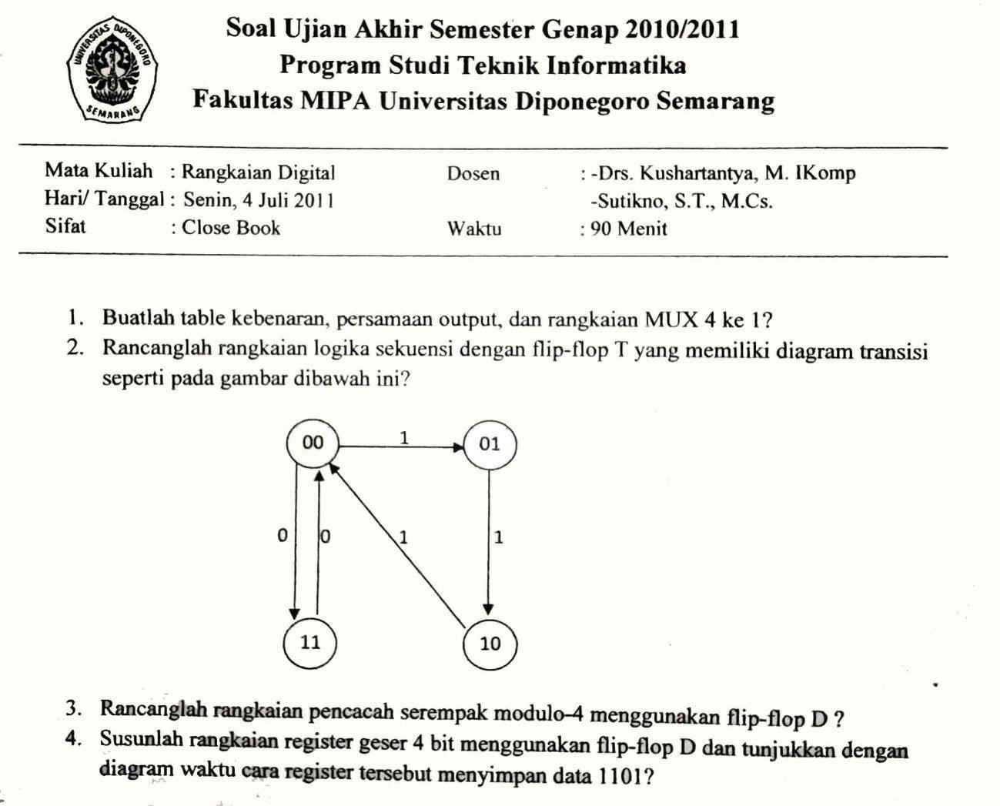 UNIVERSITAS DIPONEGORO
SEMARANG
Soal Ujian Akhir Semester Genap 2010/2011
Program Studi Teknik Informatika
Fakultas MIPA Universitas Diponegoro Semarang
Mata Kuliah : Rangkaian Digital Dosen : -Drs. Kushartantya, M. IKomp
Hari/ Tanggal : Senin, 4 Juli 2011 -Sutikno, S.T., M.Cs.
Sifat : Close Book Waktu : 90 Menit
1. Buatlah table kebenaran, persamaan output, dan rangkaian MUX 4 ke 1?
2. Rancanglah rangkaian logika sekuensi dengan flip-flop T yang memiliki diagram transisi
seperti pada gambar dibawah ini?
00 1 01
0 0 1 1
11 10
3. Rancanglah rangkaian pencacah serempak modulo-4 menggunakan flip-flop D ?
4. Susunlah rangkaian register geser 4 bit menggunakan flip-flop D dan tunjukkan dengan
diagram waktu cara register tersebut menyimpan data 1101?